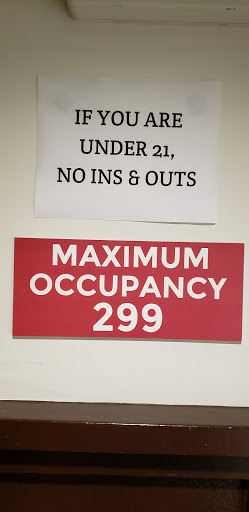 IF YOU ARE
UNDER 21,
NO INS & OUTS
MAXIMUM
OCCUPANCY
299